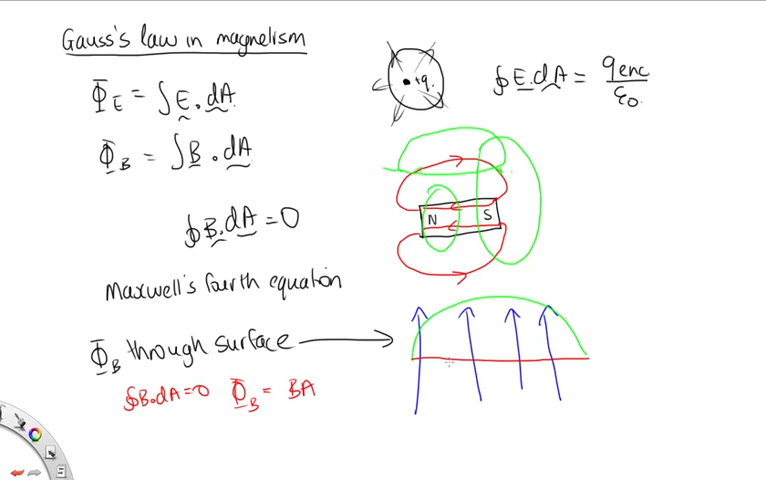 Gauss's law in magnetism
Φ_E = ∫E.dA
+q
∮E.dA = qenc/ε0
Φ_B = ∫B.dA
∮B.dA = 0
N S
Maxwell's fourth equation
Φ_B through surface
∮B.dA=0 Φ_B = BA